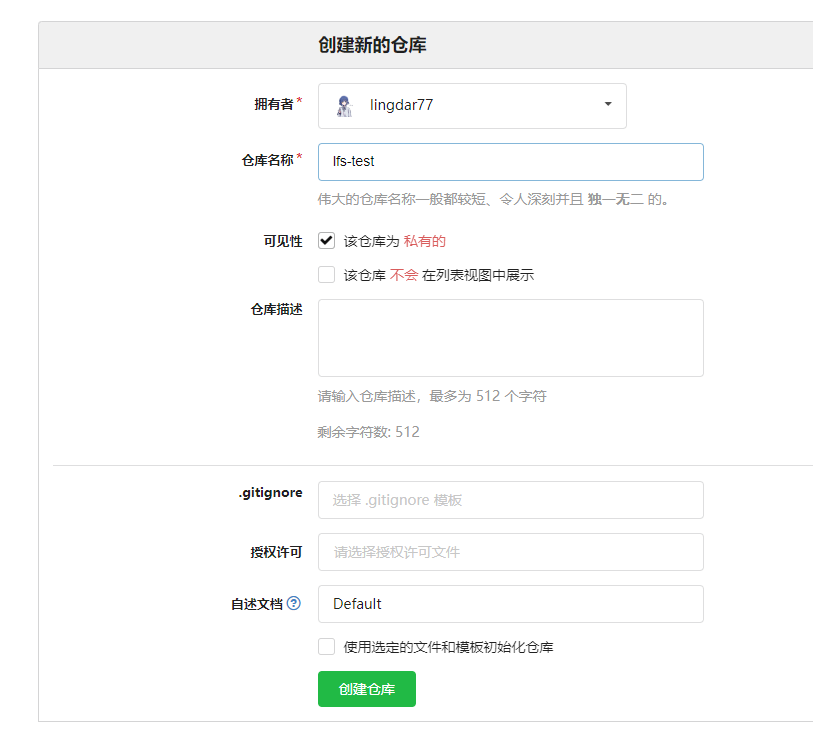 创建新的仓库
拥有者* lingdar77
仓库名称* lfs-test
伟大的仓库名称一般都较短、令人深刻并且 独一无二 的。
可见性 该仓库为 私有的
该仓库 不会 在列表视图中展示
仓库描述
请输入仓库描述，最多为 512 个字符
剩余字符数: 512
.gitignore 选择 .gitignore 模板
授权许可 请选择授权许可文件
自述文档 Default
使用选定的文件和模板初始化仓库
创建仓库